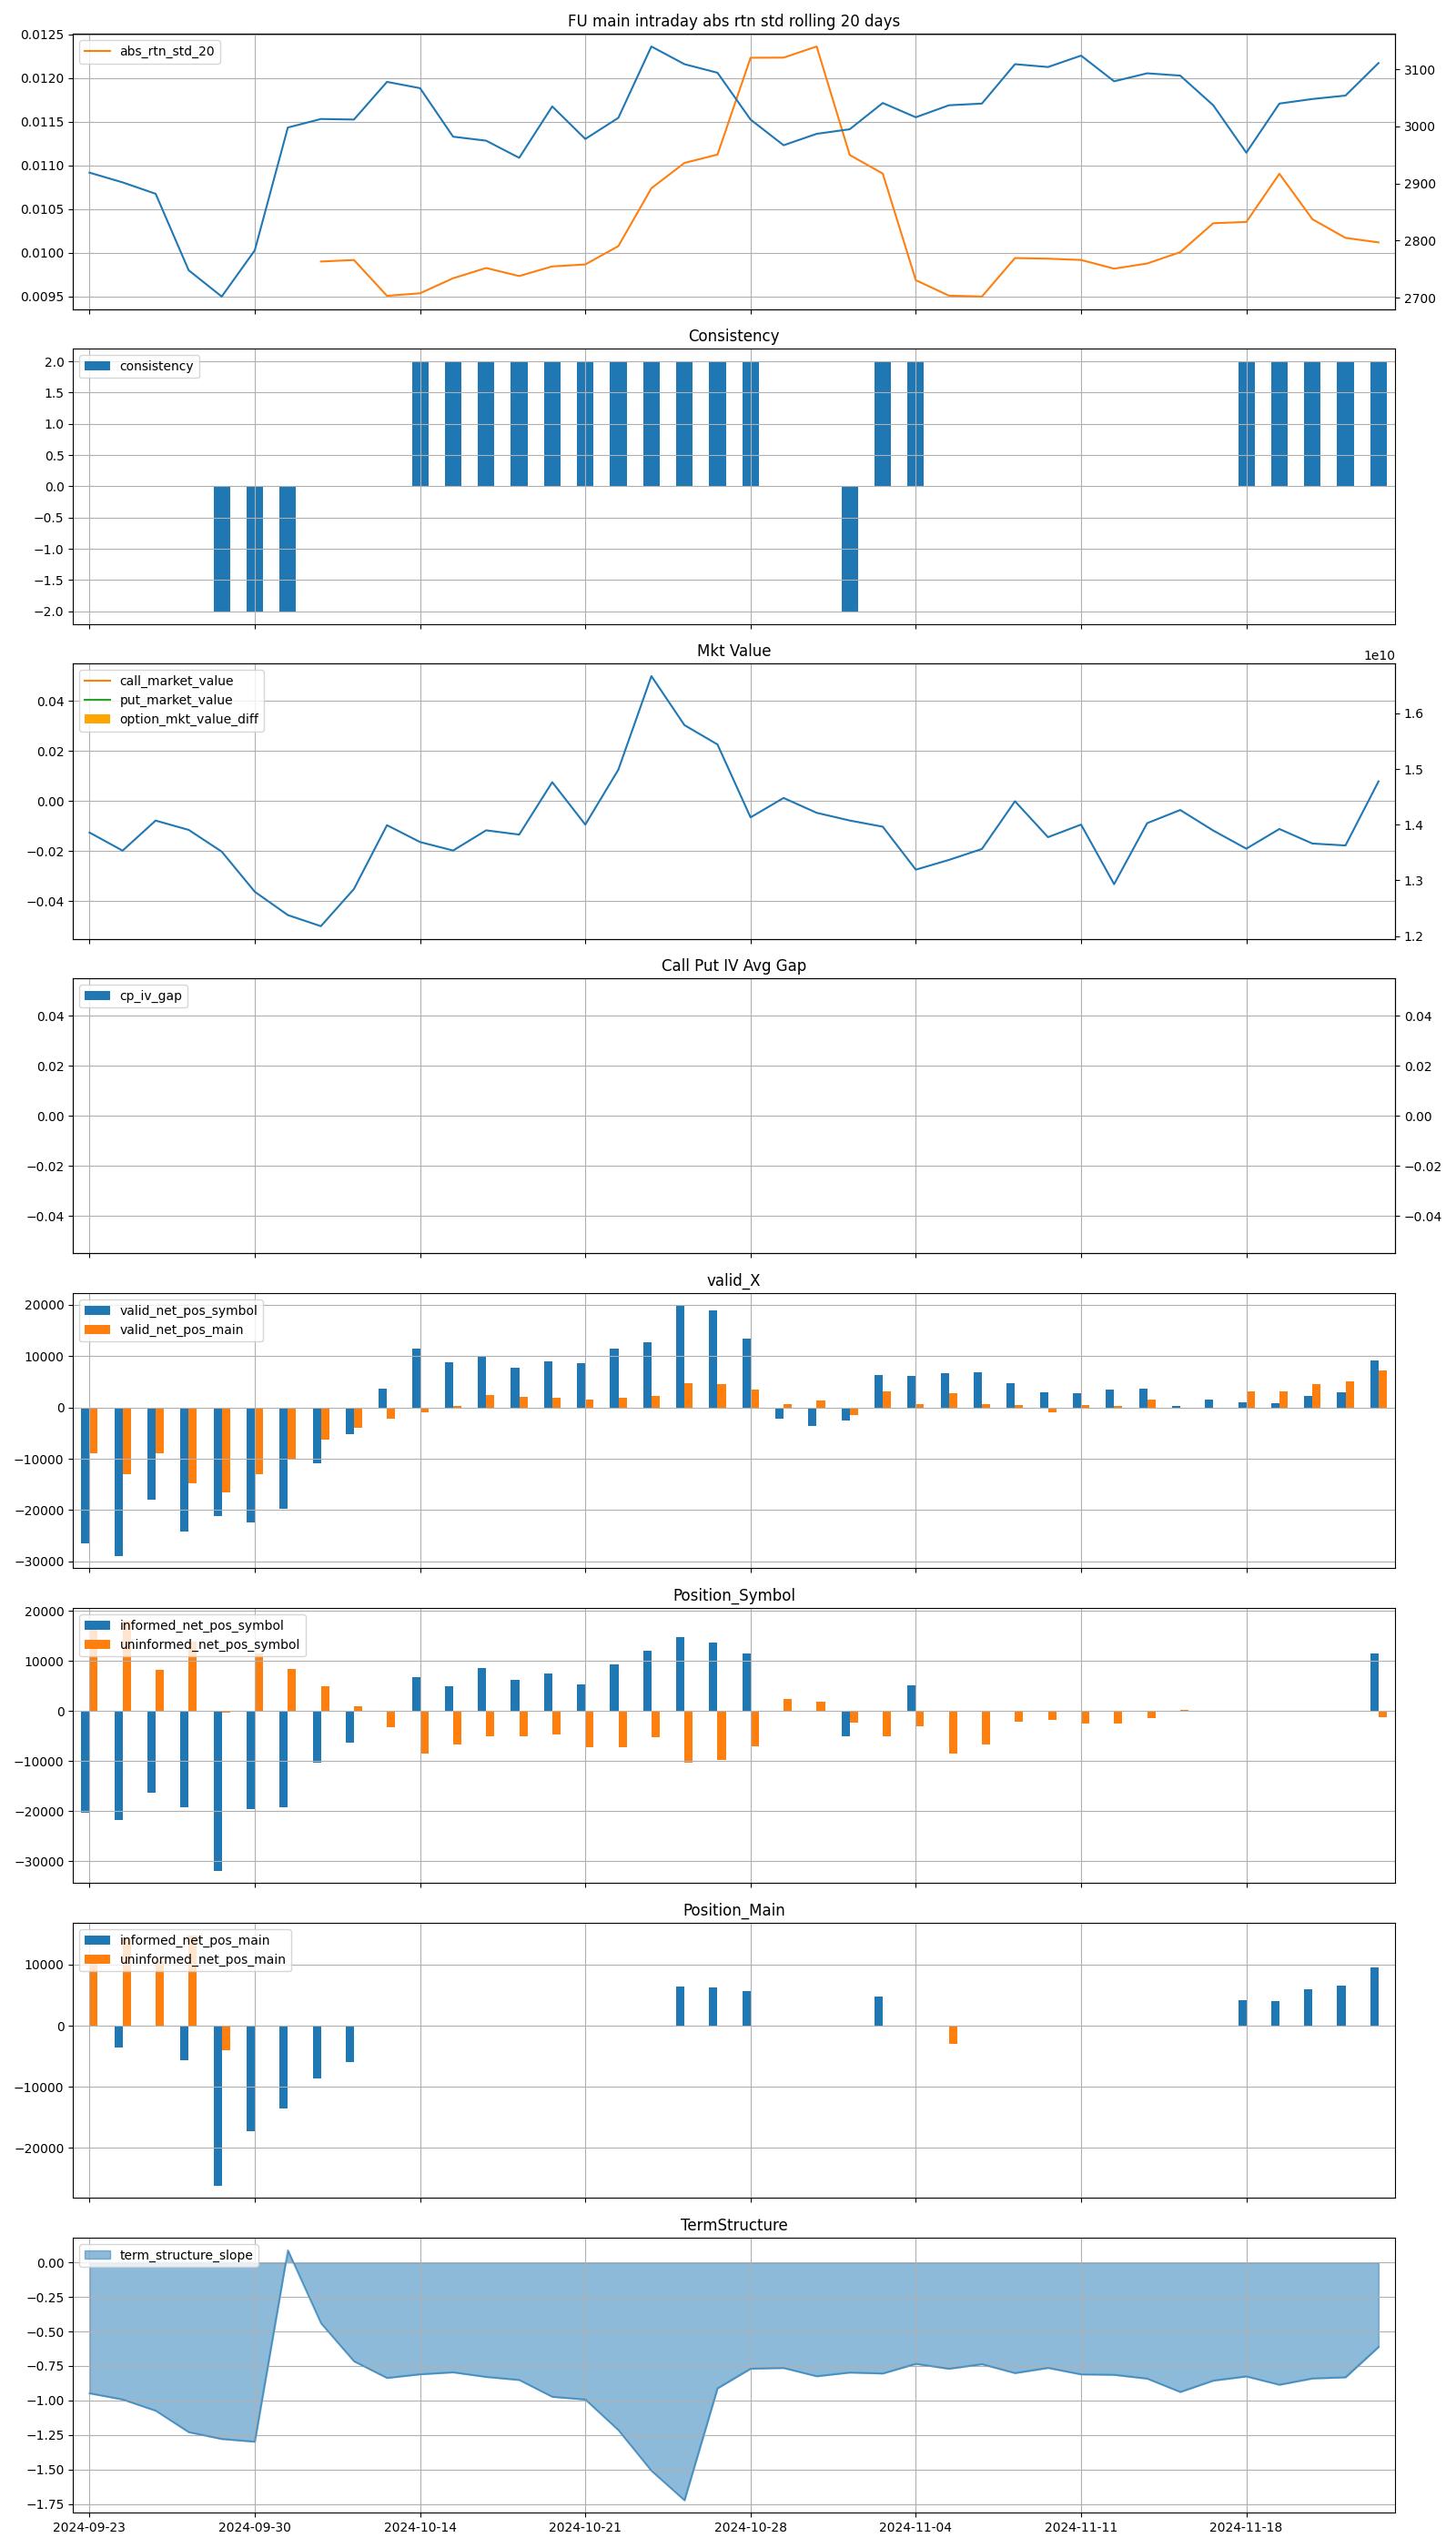 FU main intraday abs rtn std rolling 20 days
abs_rtn_std_20
0.0125
0.0120
0.0115
0.0110
0.0105
0.0100
0.0095
3100
3000
2900
2800
2700
Consistency
consistency
2.0
1.5
1.0
0.5
0.0
−0.5
−1.0
−1.5
−2.0
Mkt Value
1e10
call_market_value
put_market_value
option_mkt_value_diff
0.04
0.02
0.00
−0.02
−0.04
1.6
1.5
1.4
1.3
1.2
Call Put IV Avg Gap
cp_iv_gap
0.04
0.02
0.00
−0.02
−0.04
0.04
0.02
0.00
−0.02
−0.04
valid_X
valid_net_pos_symbol
valid_net_pos_main
20000
10000
0
−10000
−20000
−30000
Position_Symbol
informed_net_pos_symbol
uninformed_net_pos_symbol
20000
10000
0
−10000
−20000
−30000
Position_Main
informed_net_pos_main
uninformed_net_pos_main
10000
0
−10000
−20000
TermStructure
term_structure_slope
0.00
−0.25
−0.50
−0.75
−1.00
−1.25
−1.50
−1.75
2024-09-23 2024-09-30 2024-10-14 2024-10-21 2024-10-28 2024-11-04 2024-11-11 2024-11-18